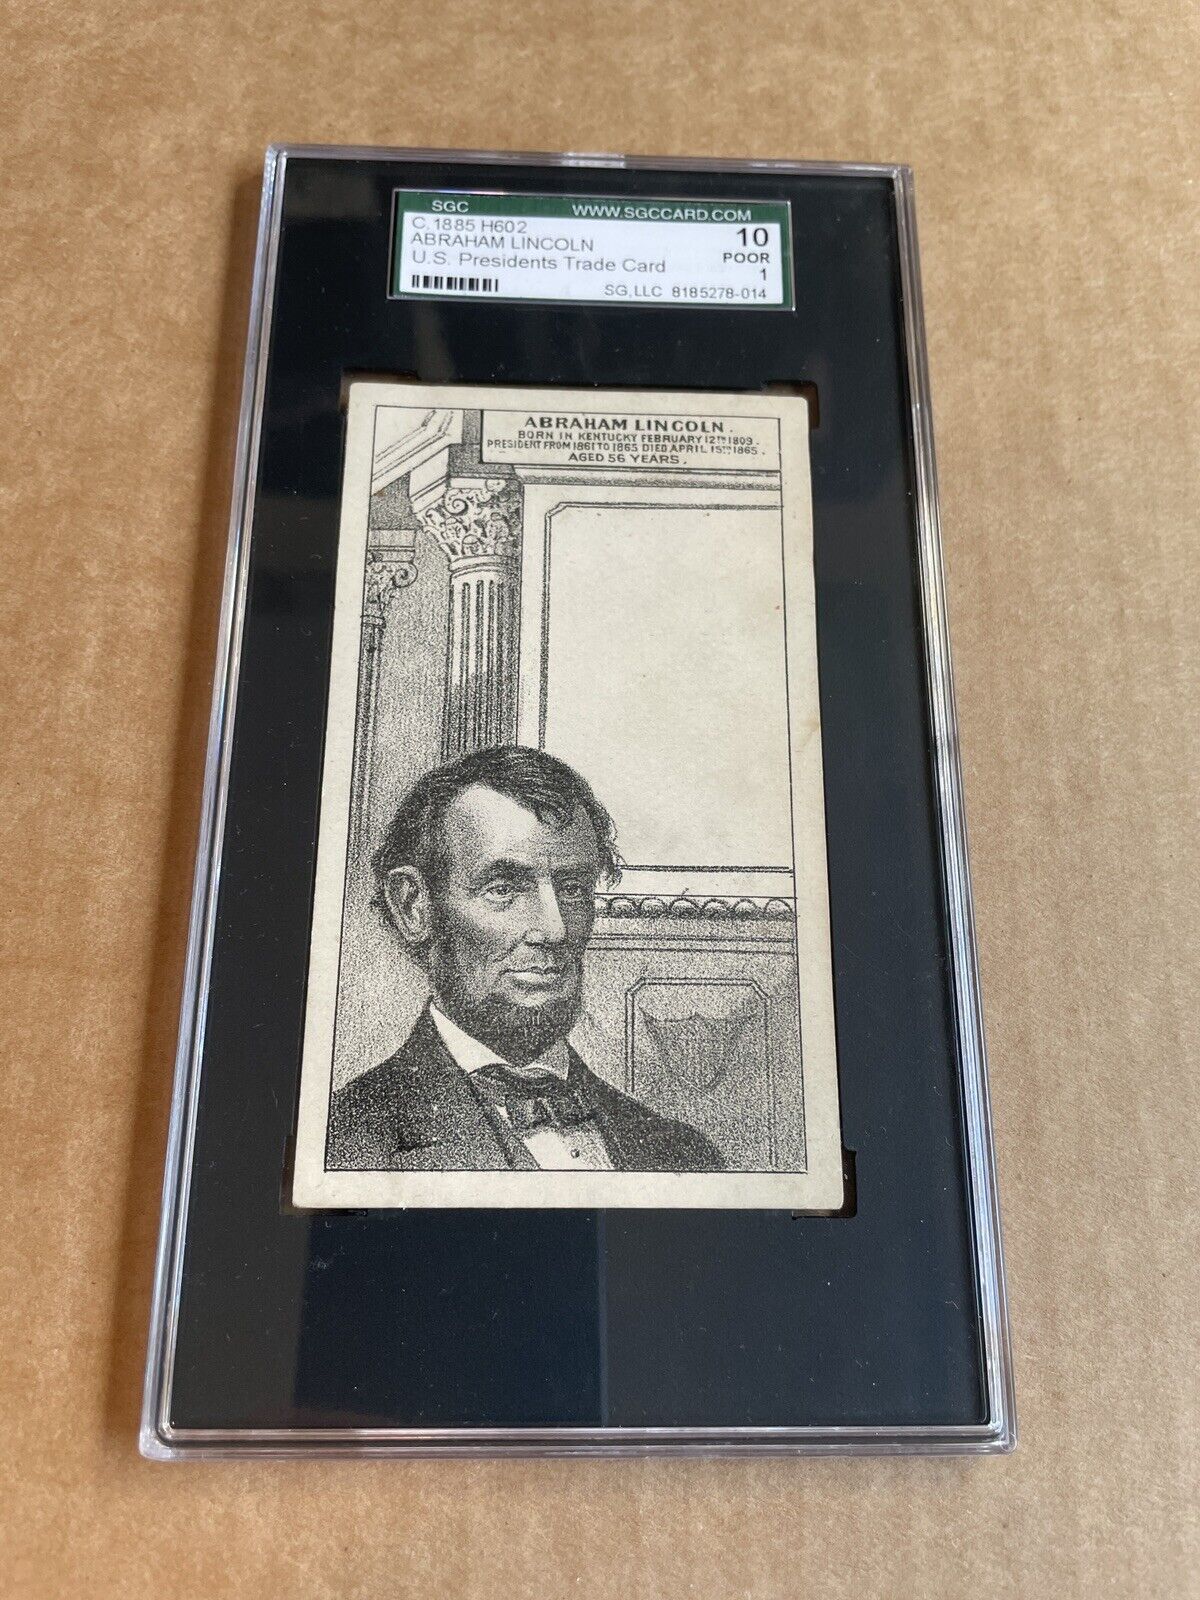 SGC WWW.SGCCARD.COM
C.1885 H602 10
ABRAHAM LINCOLN POOR
U.S. Presidents Trade Card 1
SG,LLC 8185278-014
ABRAHAM LINCOLN.
BORN IN KENTUCKY FEBRUARY 12TH 1809.
PRESIDENT FROM 1861 TO 1865 DIED APRIL 15TH 1865.
AGED 56 YEARS.